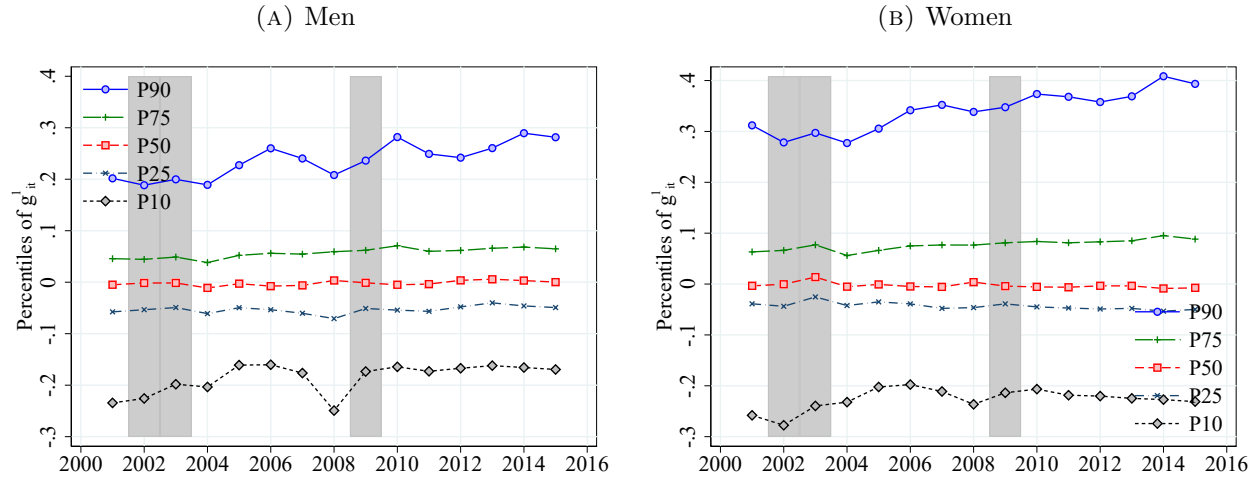 (A) Men
.4
.3
.2
.1
0
-.1
-.2
-.3
Percentiles of g¹ᵢₜ
P90
P75
P50
P25
P10
2000 2002 2004 2006 2008 2010 2012 2014 2016
(B) Women
.4
.3
.2
.1
0
-.1
-.2
-.3
Percentiles of g¹ᵢₜ
P90
P75
P50
P25
P10
2000 2002 2004 2006 2008 2010 2012 2014 2016